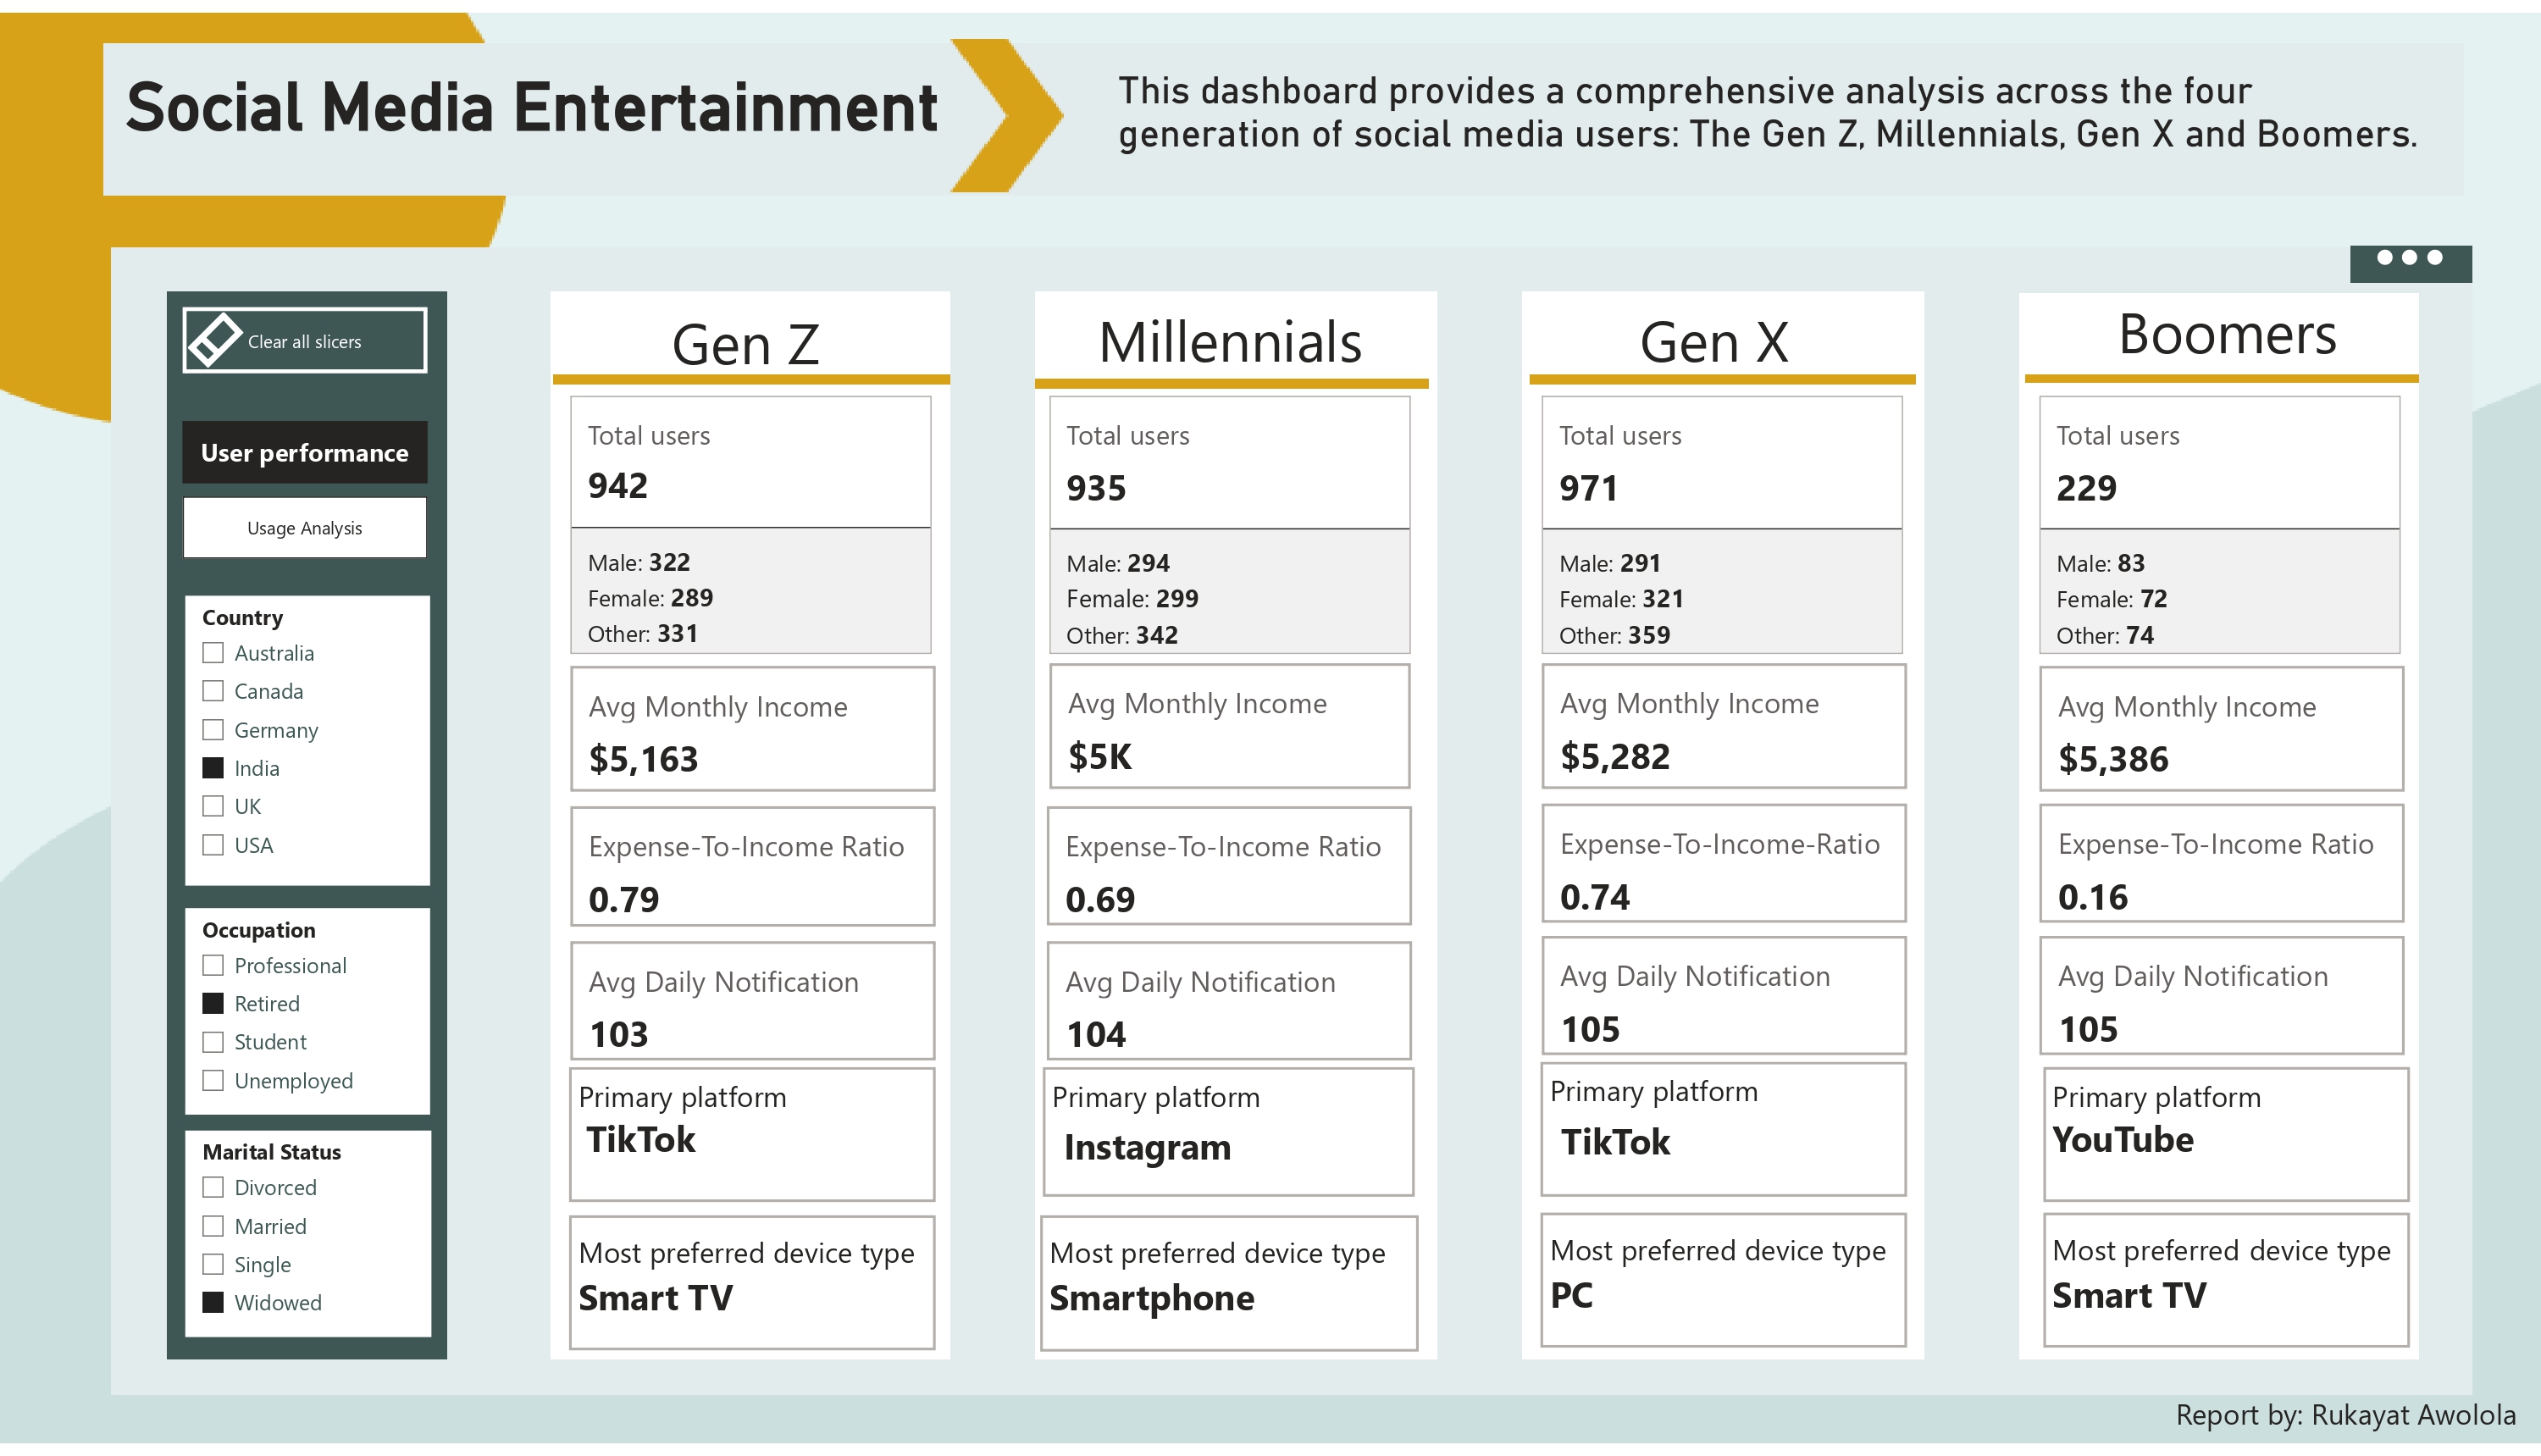 Social Media Entertainment
This dashboard provides a comprehensive analysis across the four
generation of social media users: The Gen Z, Millennials, Gen X and Boomers.
Clear all slicers
User performance
Usage Analysis
Country
Australia
Canada
Germany
India
UK
USA
Occupation
Professional
Retired
Student
Unemployed
Marital Status
Divorced
Married
Single
Widowed
Gen Z
Total users
942
Male: 322
Female: 289
Other: 331
Avg Monthly Income
$5,163
Expense-To-Income Ratio
0.79
Avg Daily Notification
103
Primary platform
TikTok
Most preferred device type
Smart TV
Millennials
Total users
935
Male: 294
Female: 299
Other: 342
Avg Monthly Income
$5K
Expense-To-Income Ratio
0.69
Avg Daily Notification
104
Primary platform
Instagram
Most preferred device type
Smartphone
Gen X
Total users
971
Male: 291
Female: 321
Other: 359
Avg Monthly Income
$5,282
Expense-To-Income-Ratio
0.74
Avg Daily Notification
105
Primary platform
TikTok
Most preferred device type
PC
Boomers
Total users
229
Male: 83
Female: 72
Other: 74
Avg Monthly Income
$5,386
Expense-To-Income Ratio
0.16
Avg Daily Notification
105
Primary platform
YouTube
Most preferred device type
Smart TV
Report by: Rukayat Awolola